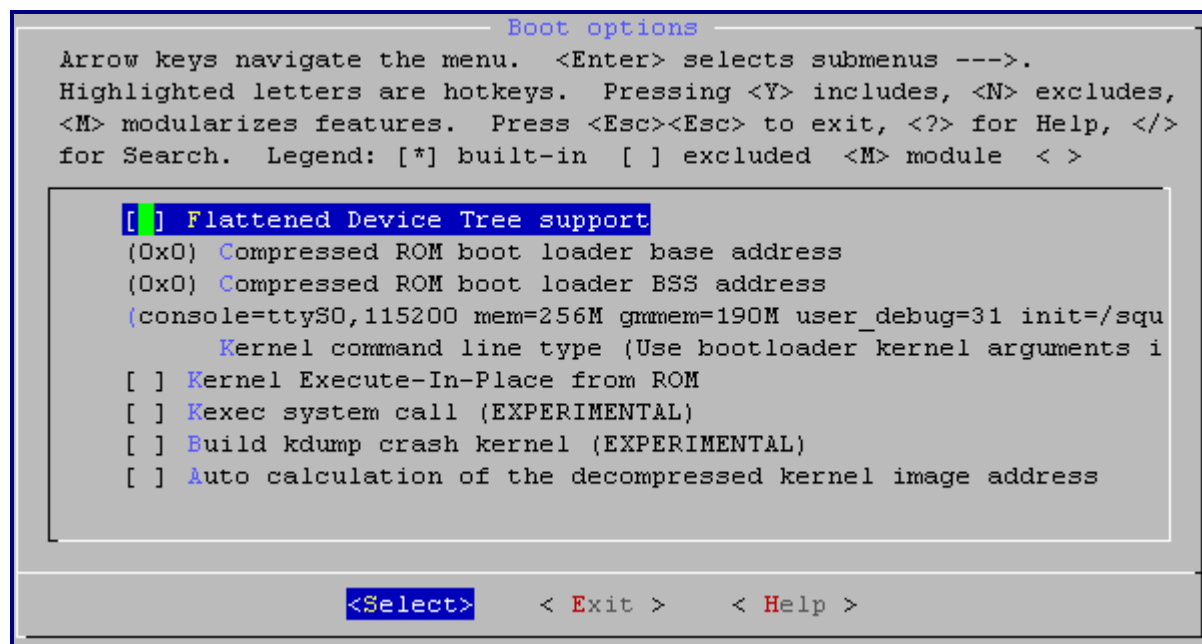 Boot options
Arrow keys navigate the menu.  <Enter> selects submenus --->.
Highlighted letters are hotkeys.  Pressing <Y> includes, <N> excludes,
<M> modularizes features.  Press <Esc><Esc> to exit, <?> for Help, </>
for Search.  Legend: [*] built-in  [ ] excluded  <M> module  < >
[ ] Flattened Device Tree support
(0x0) Compressed ROM boot loader base address
(0x0) Compressed ROM boot loader BSS address
(console=ttyS0,115200 mem=256M gmmem=190M user_debug=31 init=/squ
Kernel command line type (Use bootloader kernel arguments i
[ ] Kernel Execute-In-Place from ROM
[ ] Kexec system call (EXPERIMENTAL)
[ ] Build kdump crash kernel (EXPERIMENTAL)
[ ] Auto calculation of the decompressed kernel image address
<Select>    < Exit >    < Help >